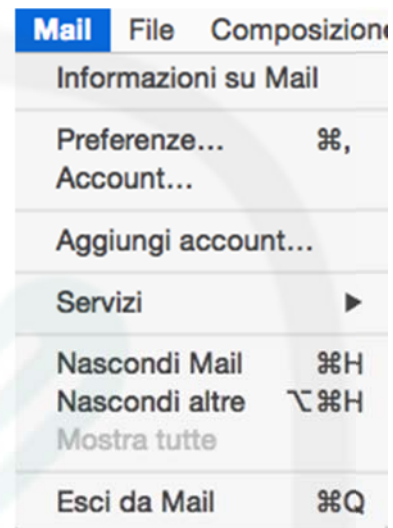 Mail File Composizione
Informazioni su Mail
Preferenze... ⌘,
Account...
Aggiungi account...
Servizi ▶
Nascondi Mail ⌘H
Nascondi altre ⌥⌘H
Mostra tutte
Esci da Mail ⌘Q